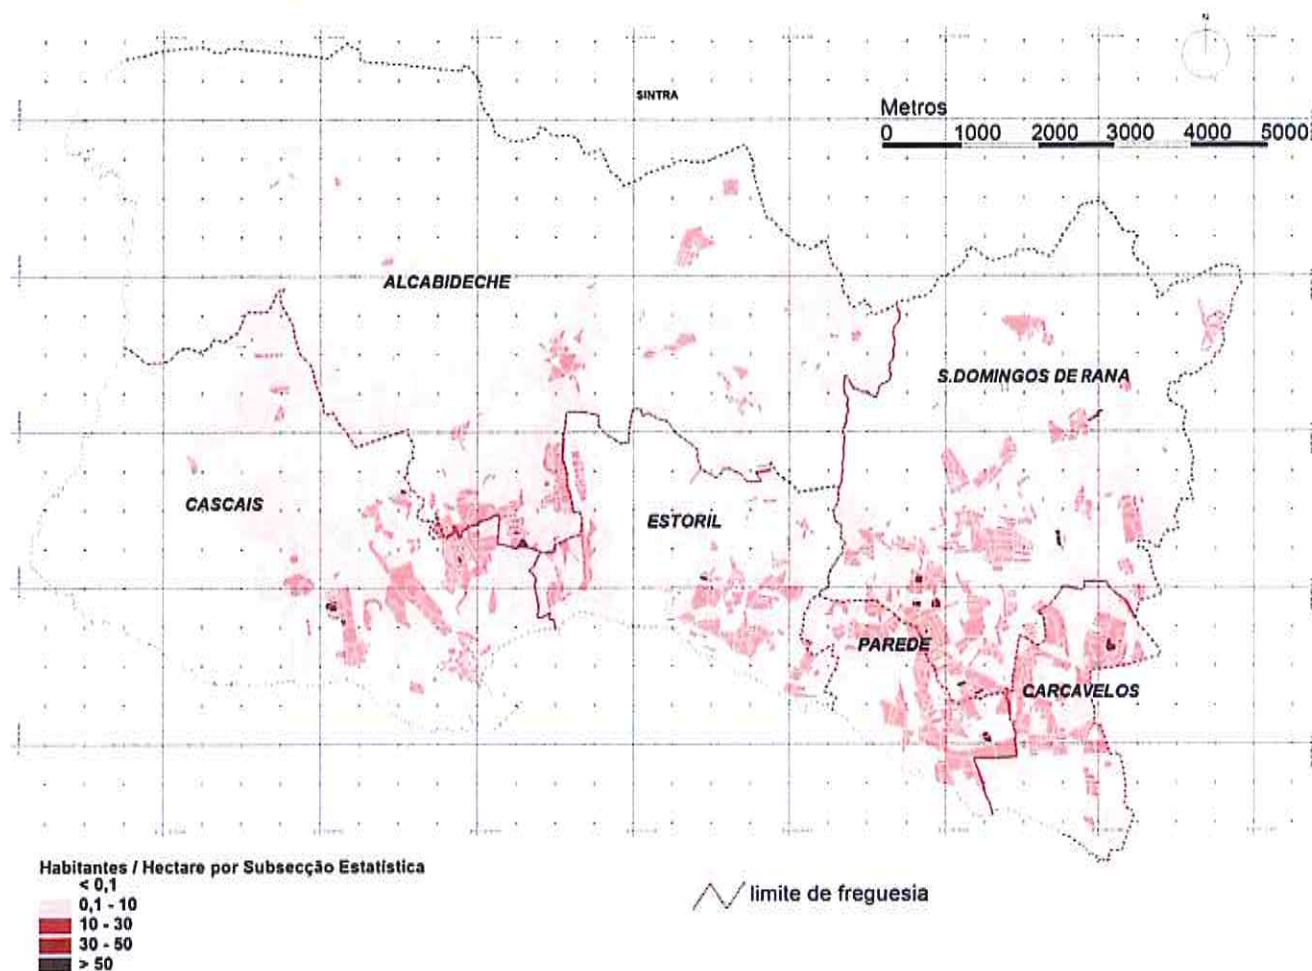 N
SINTRA
Metros
0 1000 2000 3000 4000 5000
ALCABIDECHE
S.DOMINGOS DE RANA
CASCAIS
ESTORIL
PAREDE
CARCAVELOS
Habitantes / Hectare por Subsecção Estatística
< 0,1
0,1 - 10
10 - 30
30 - 50
> 50
limite de freguesia